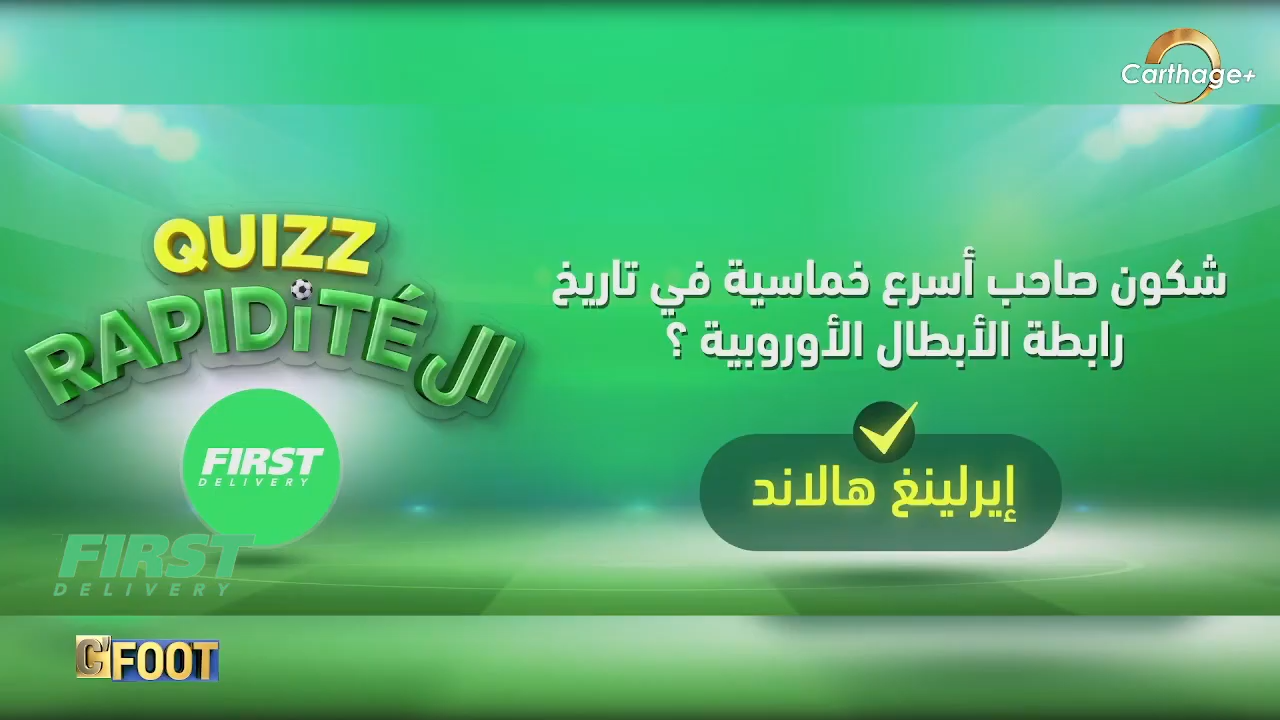 Carthage+
QUIZZ
RAPIDITÉ ال
FIRST
DELIVERY
شكون صاحب أسرع خماسية في تاريخ
رابطة الأبطال الأوروبية ؟
إيرلينغ هالاند
FIRST
DELIVERY
C'FOOT